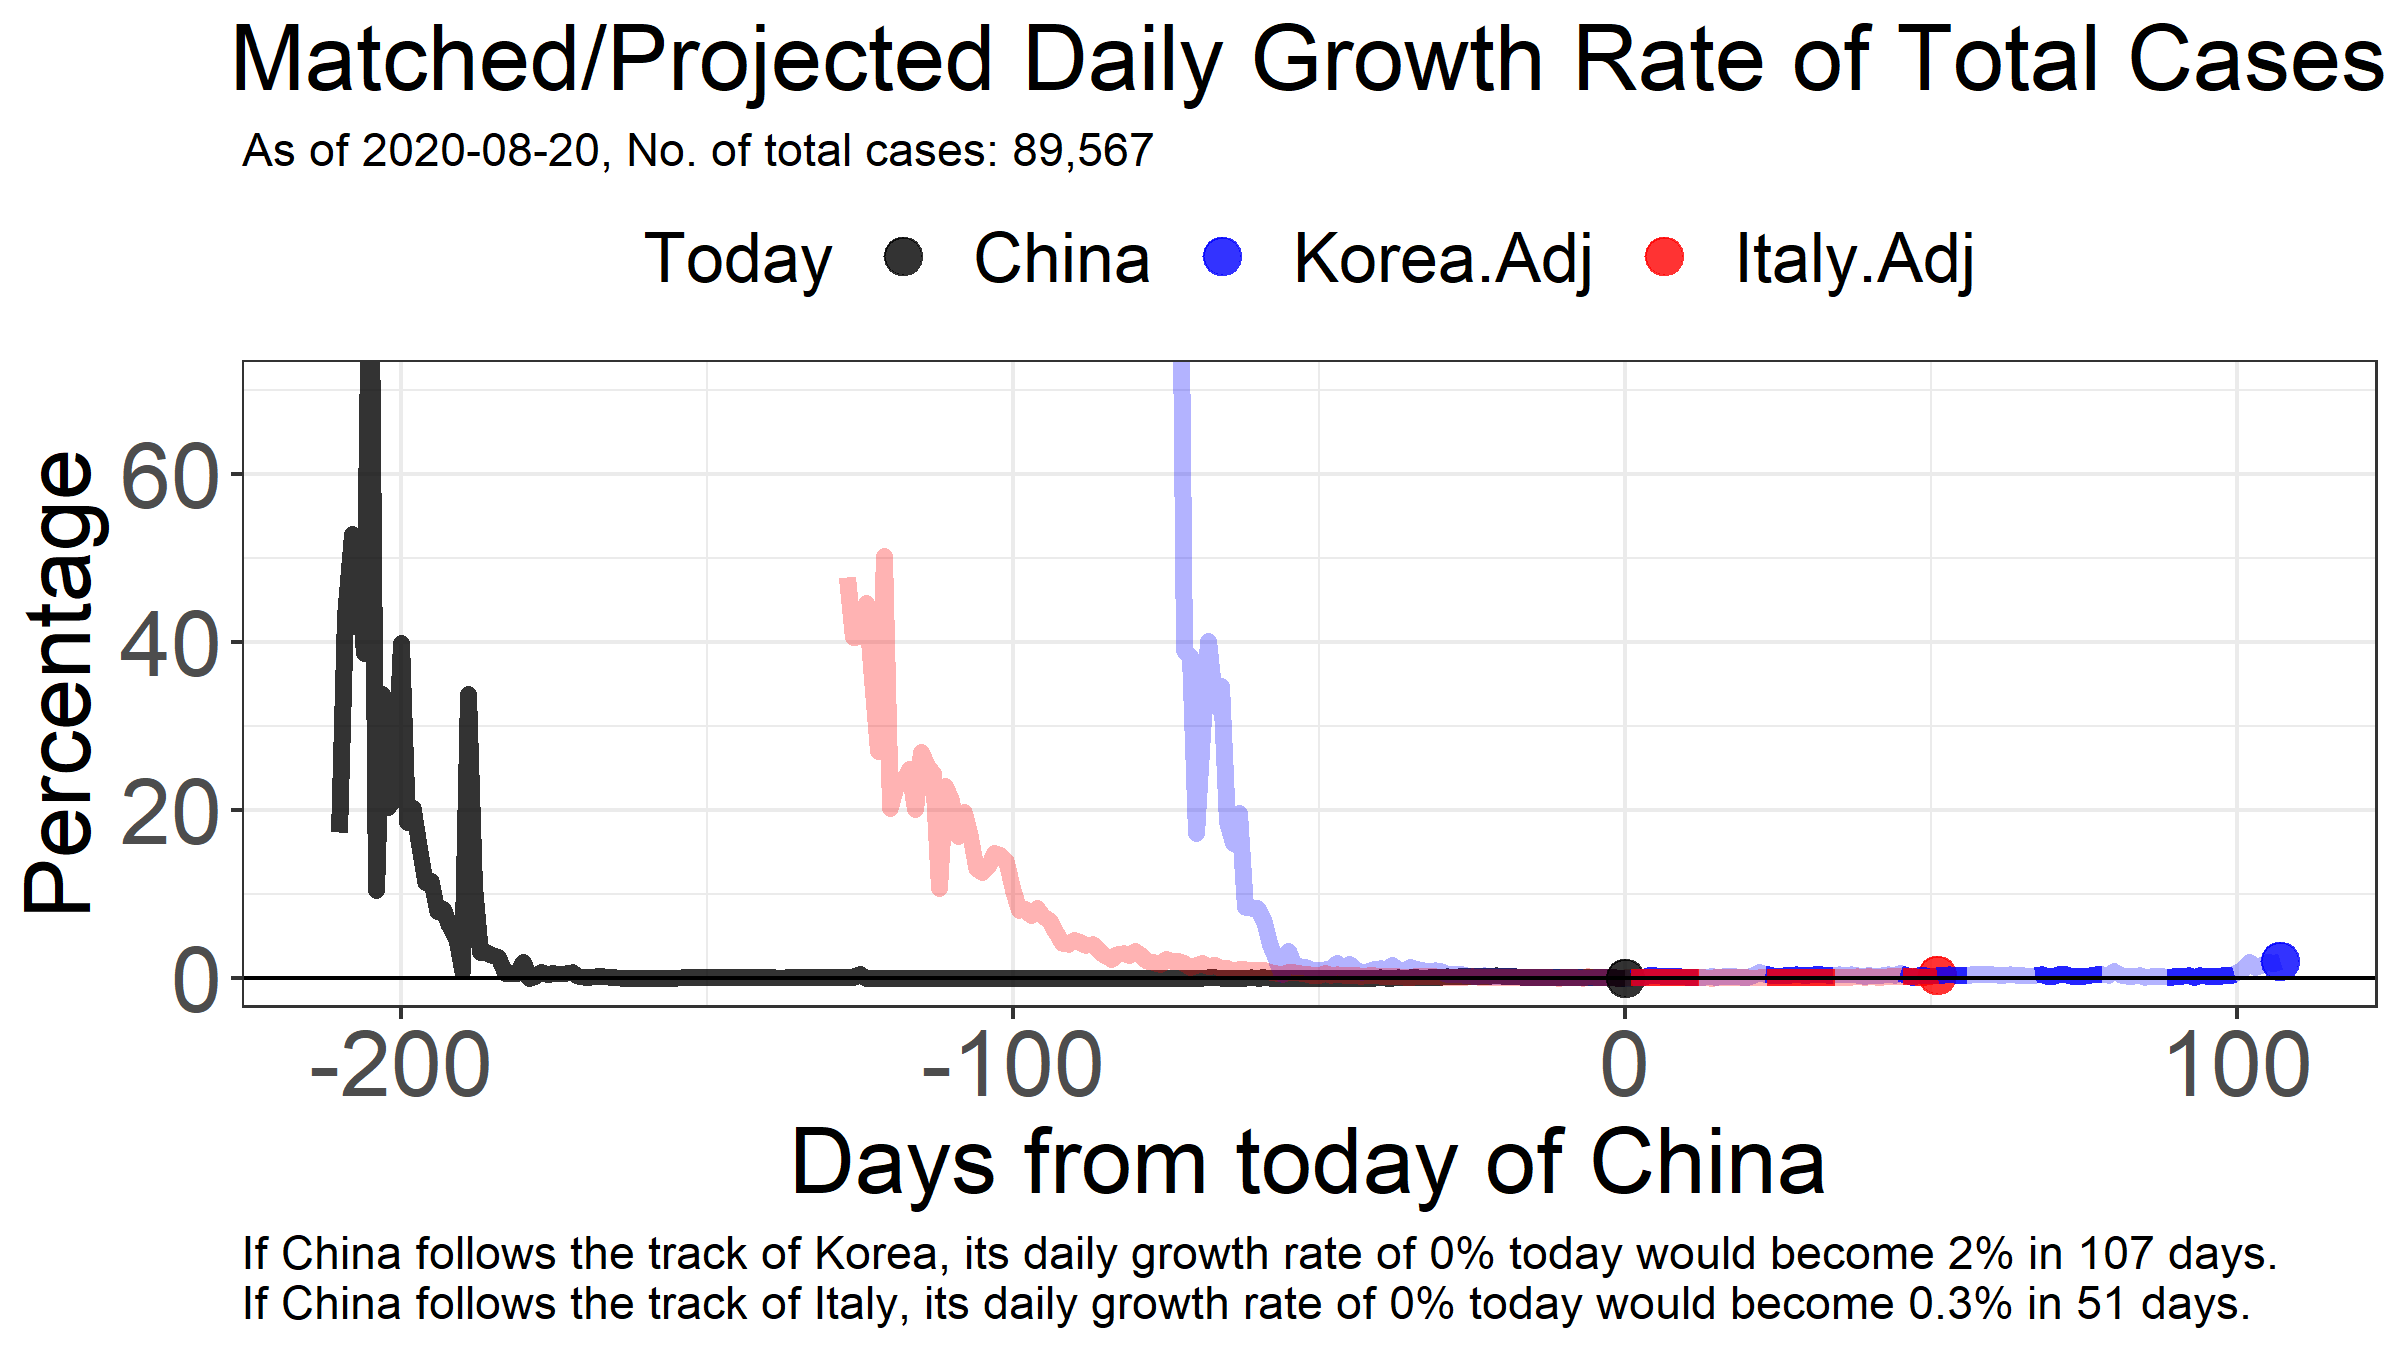 Matched/Projected Daily Growth Rate of Total Cases
As of 2020-08-20, No. of total cases: 89,567
Today China Korea.Adj Italy.Adj
Percentage
60
40
20
0
-200 -100 0 100
Days from today of China
If China follows the track of Korea, its daily growth rate of 0% today would become 2% in 107 days.
If China follows the track of Italy, its daily growth rate of 0% today would become 0.3% in 51 days.